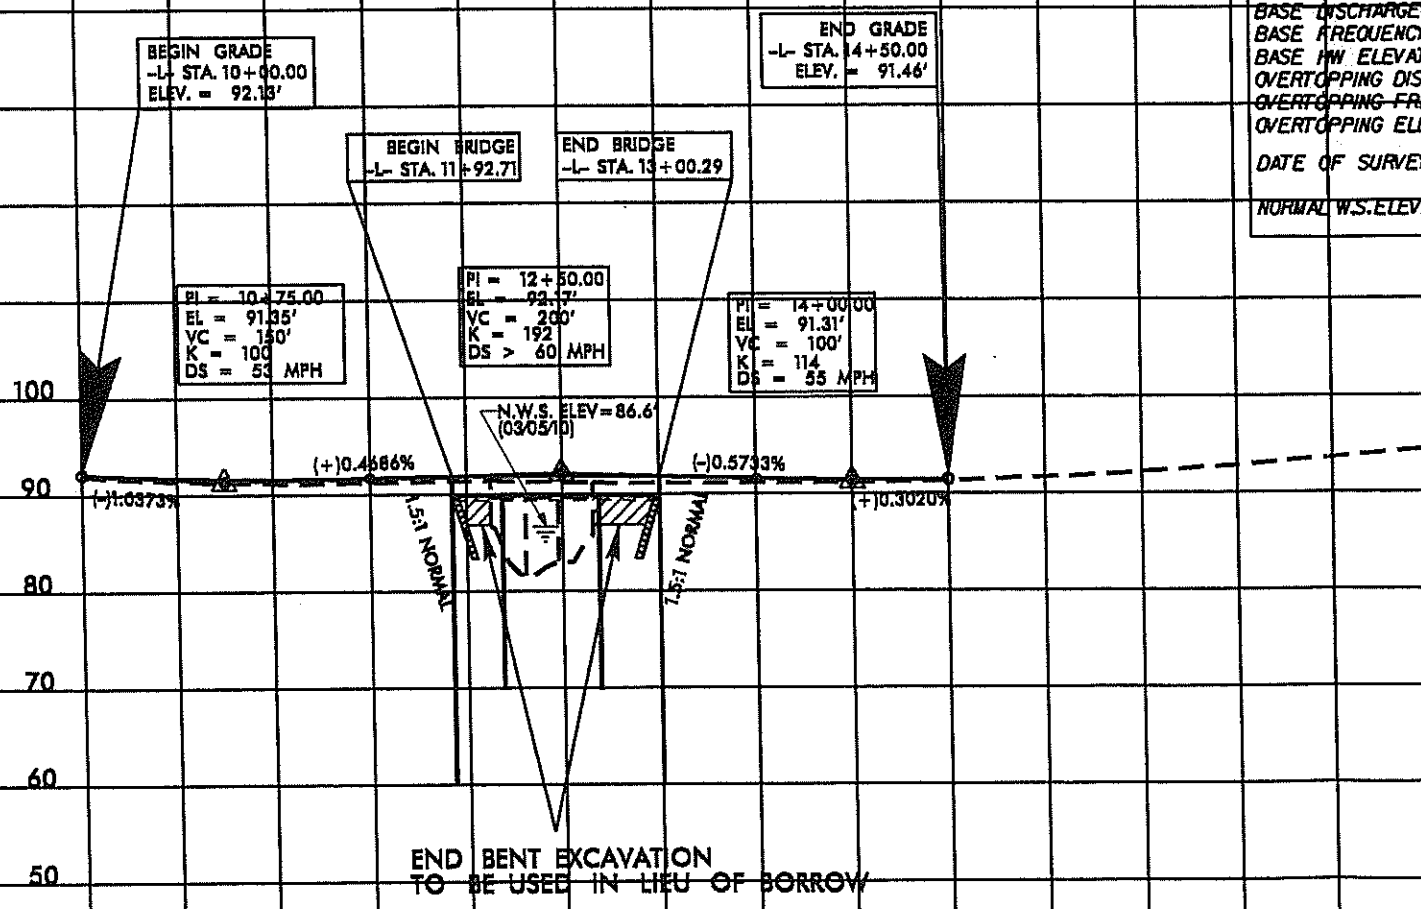 BASE DISCHARGE
BASE FREQUENCY
BASE HW ELEVAT
OVERTOPPING DIS
OVERTOPPING FRE
OVERTOPPING ELE
DATE OF SURVEY
NORMAL W.S. ELEV
BEGIN GRADE
-L- STA. 10+00.00
ELEV. = 92.13'
END GRADE
-L- STA. 14+50.00
ELEV. = 91.46'
BEGIN BRIDGE
-L- STA. 11+92.71
END BRIDGE
-L- STA. 13+00.29
PI = 10+75.00
EL = 91.35'
VC = 150'
K = 100
DS = 53 MPH
PI = 12+50.00
EL = 92.17'
VC = 200'
K = 192
DS > 60 MPH
PI = 14+00.00
EL = 91.31'
VC = 100'
K = 114
DS = 55 MPH
100
N.W.S. ELEV=86.6'
(03/05/10)
(+)0.4686%
(-)0.5733%
90
(-)1.0373%
(+)0.3020%
1.5:1 NORMAL
1.5:1 NORMAL
80
70
60
50
END BENT EXCAVATION
TO BE USED IN LIEU OF BORROW